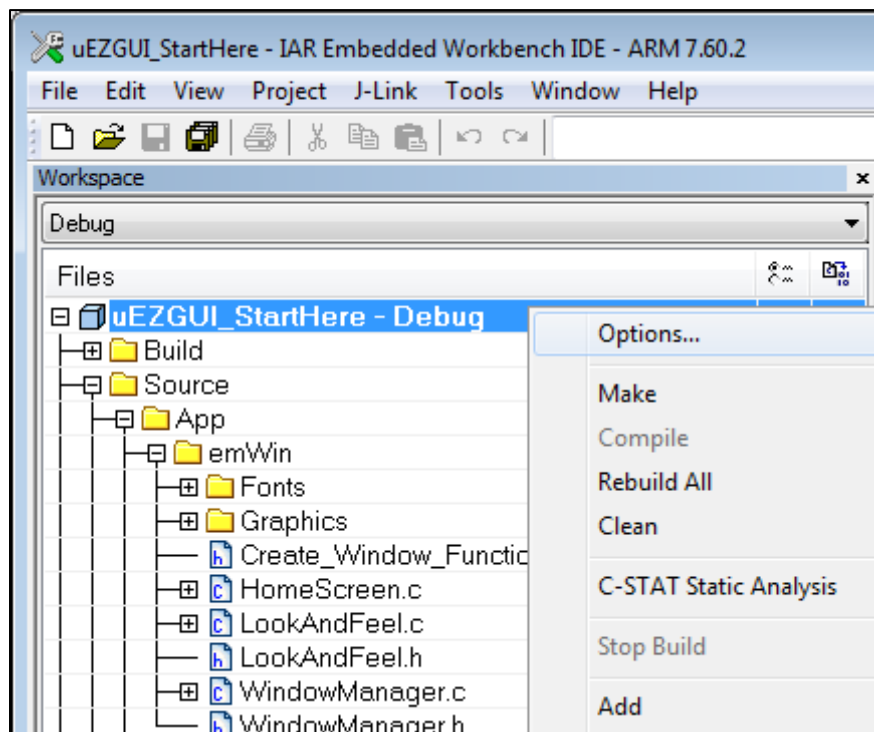 uEZGUI_StartHere - IAR Embedded Workbench IDE - ARM 7.60.2
File Edit View Project J-Link Tools Window Help
Workspace
Debug
Files
uEZGUI_StartHere - Debug
Options...
Build
Source
Make
App
Compile
emWin
Rebuild All
Fonts
Graphics
Clean
Create_Window_Functio
HomeScreen.c
C-STAT Static Analysis
LookAndFeel.c
Stop Build
LookAndFeel.h
WindowManager.c
Add
WindowManager.h